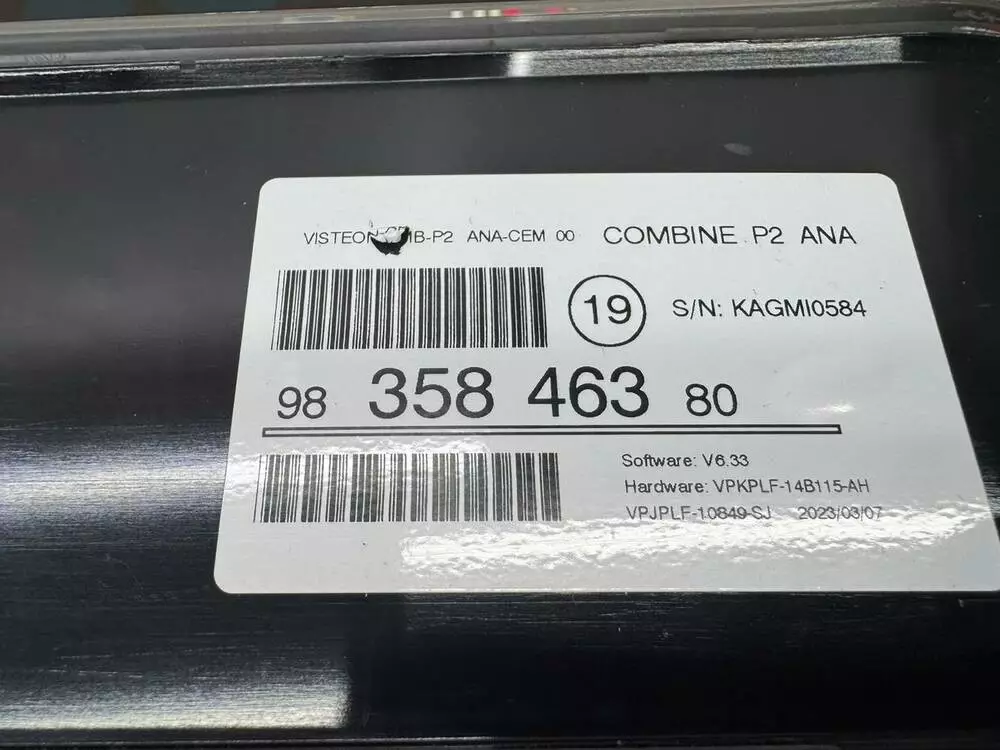 VISTEON 1B-P2 ANA-CEM 00 COMBINE P2 ANA
19 S/N: KAGMI0584
98 358 463 80
Software: V6.33
Hardware: VPKPLF-14B115-AH
VPJPLF-10849-SJ 2023/03/07